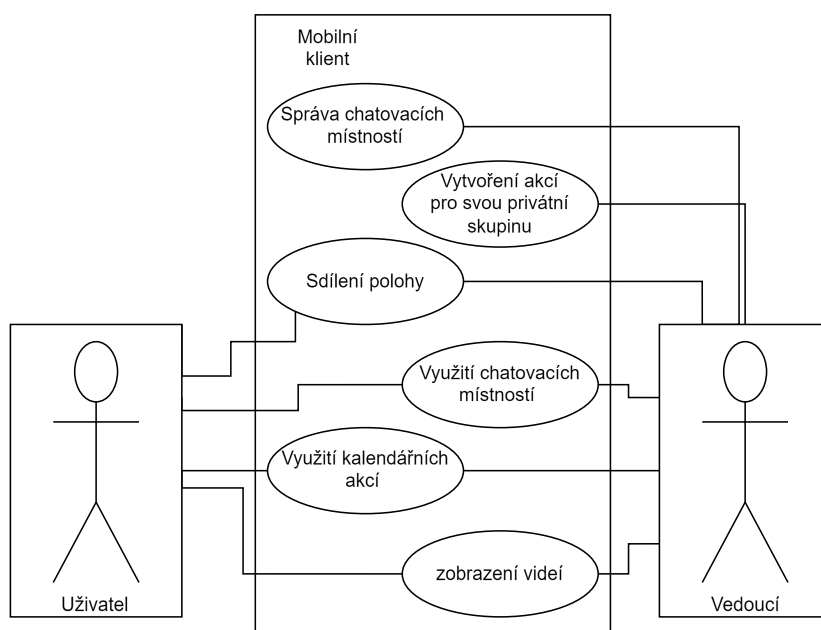 Mobilní
klient
Správa chatovacích
místností
Vytvoření akcí
pro svou privátní
skupinu
Sdílení polohy
Využití chatovacích
místností
Využití kalendářních
akcí
zobrazení videí
Uživatel
Vedoucí